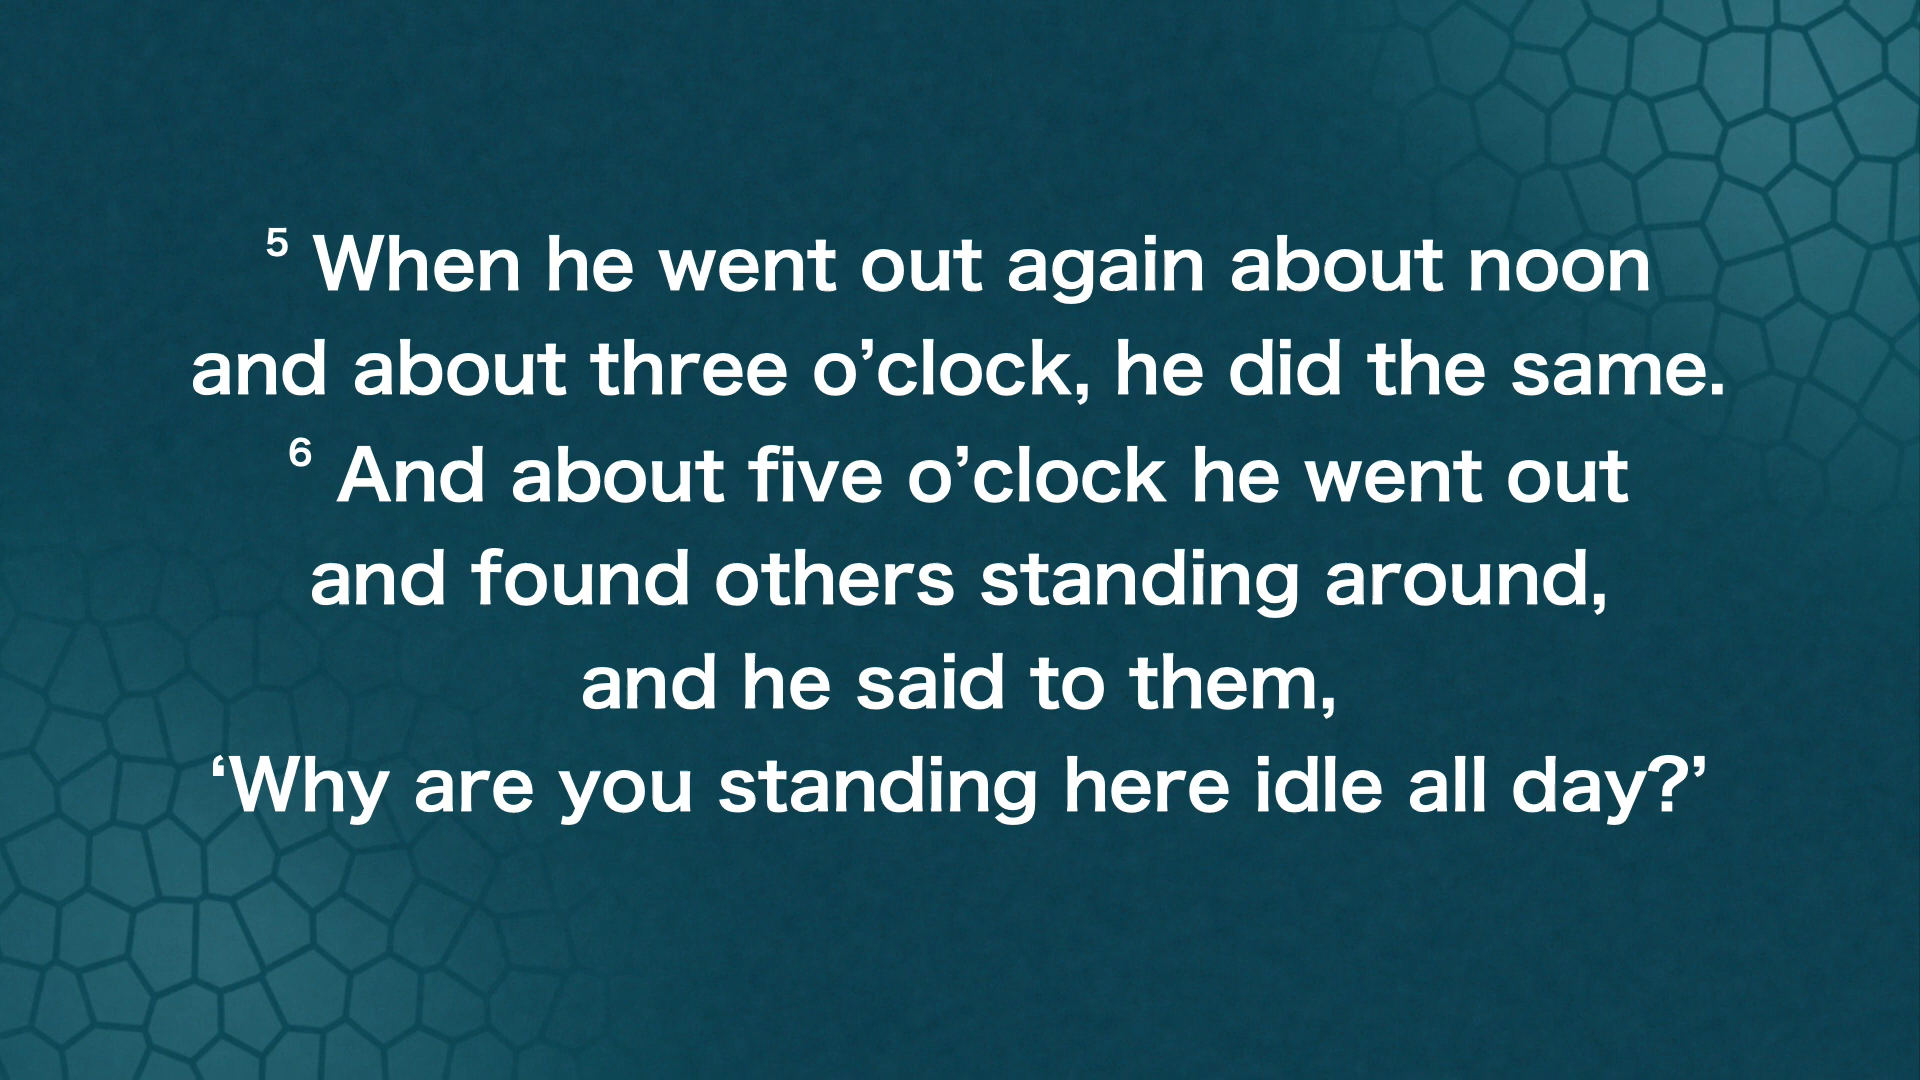 ⁵ When he went out again about noon
and about three o’clock, he did the same.
⁶ And about five o’clock he went out
and found others standing around,
and he said to them,
‘Why are you standing here idle all day?’